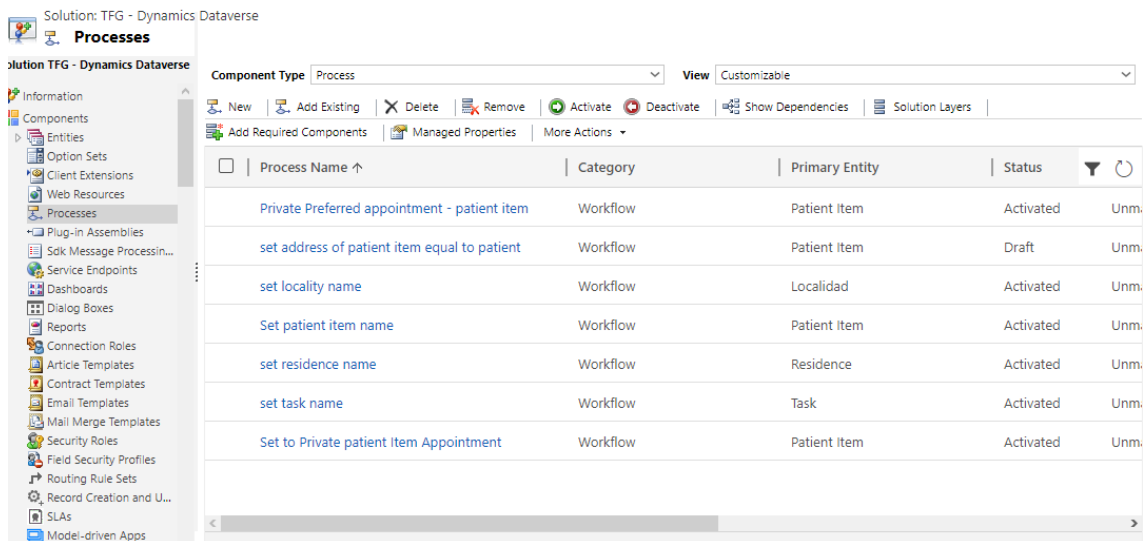 Solution: TFG - Dynamics Dataverse
Processes
olution TFG - Dynamics Dataverse
Information
Components
Entities
Option Sets
Client Extensions
Web Resources
Processes
Plug-in Assemblies
Sdk Message Processin...
Service Endpoints
Dashboards
Dialog Boxes
Reports
Connection Roles
Article Templates
Contract Templates
Email Templates
Mail Merge Templates
Security Roles
Field Security Profiles
Routing Rule Sets
Record Creation and U...
SLAs
Model-driven Apps
Component Type Process View Customizable
New Add Existing Delete Remove Activate Deactivate Show Dependencies Solution Layers
Add Required Components Managed Properties More Actions
Process Name ↑ Category Primary Entity Status
Private Preferred appointment - patient item Workflow Patient Item Activated Unm
set address of patient item equal to patient Workflow Patient Item Draft Unm
set locality name Workflow Localidad Activated Unm
Set patient item name Workflow Patient Item Activated Unm
set residence name Workflow Residence Activated Unm
set task name Workflow Task Activated Unm
Set to Private patient Item Appointment Workflow Patient Item Activated Unm